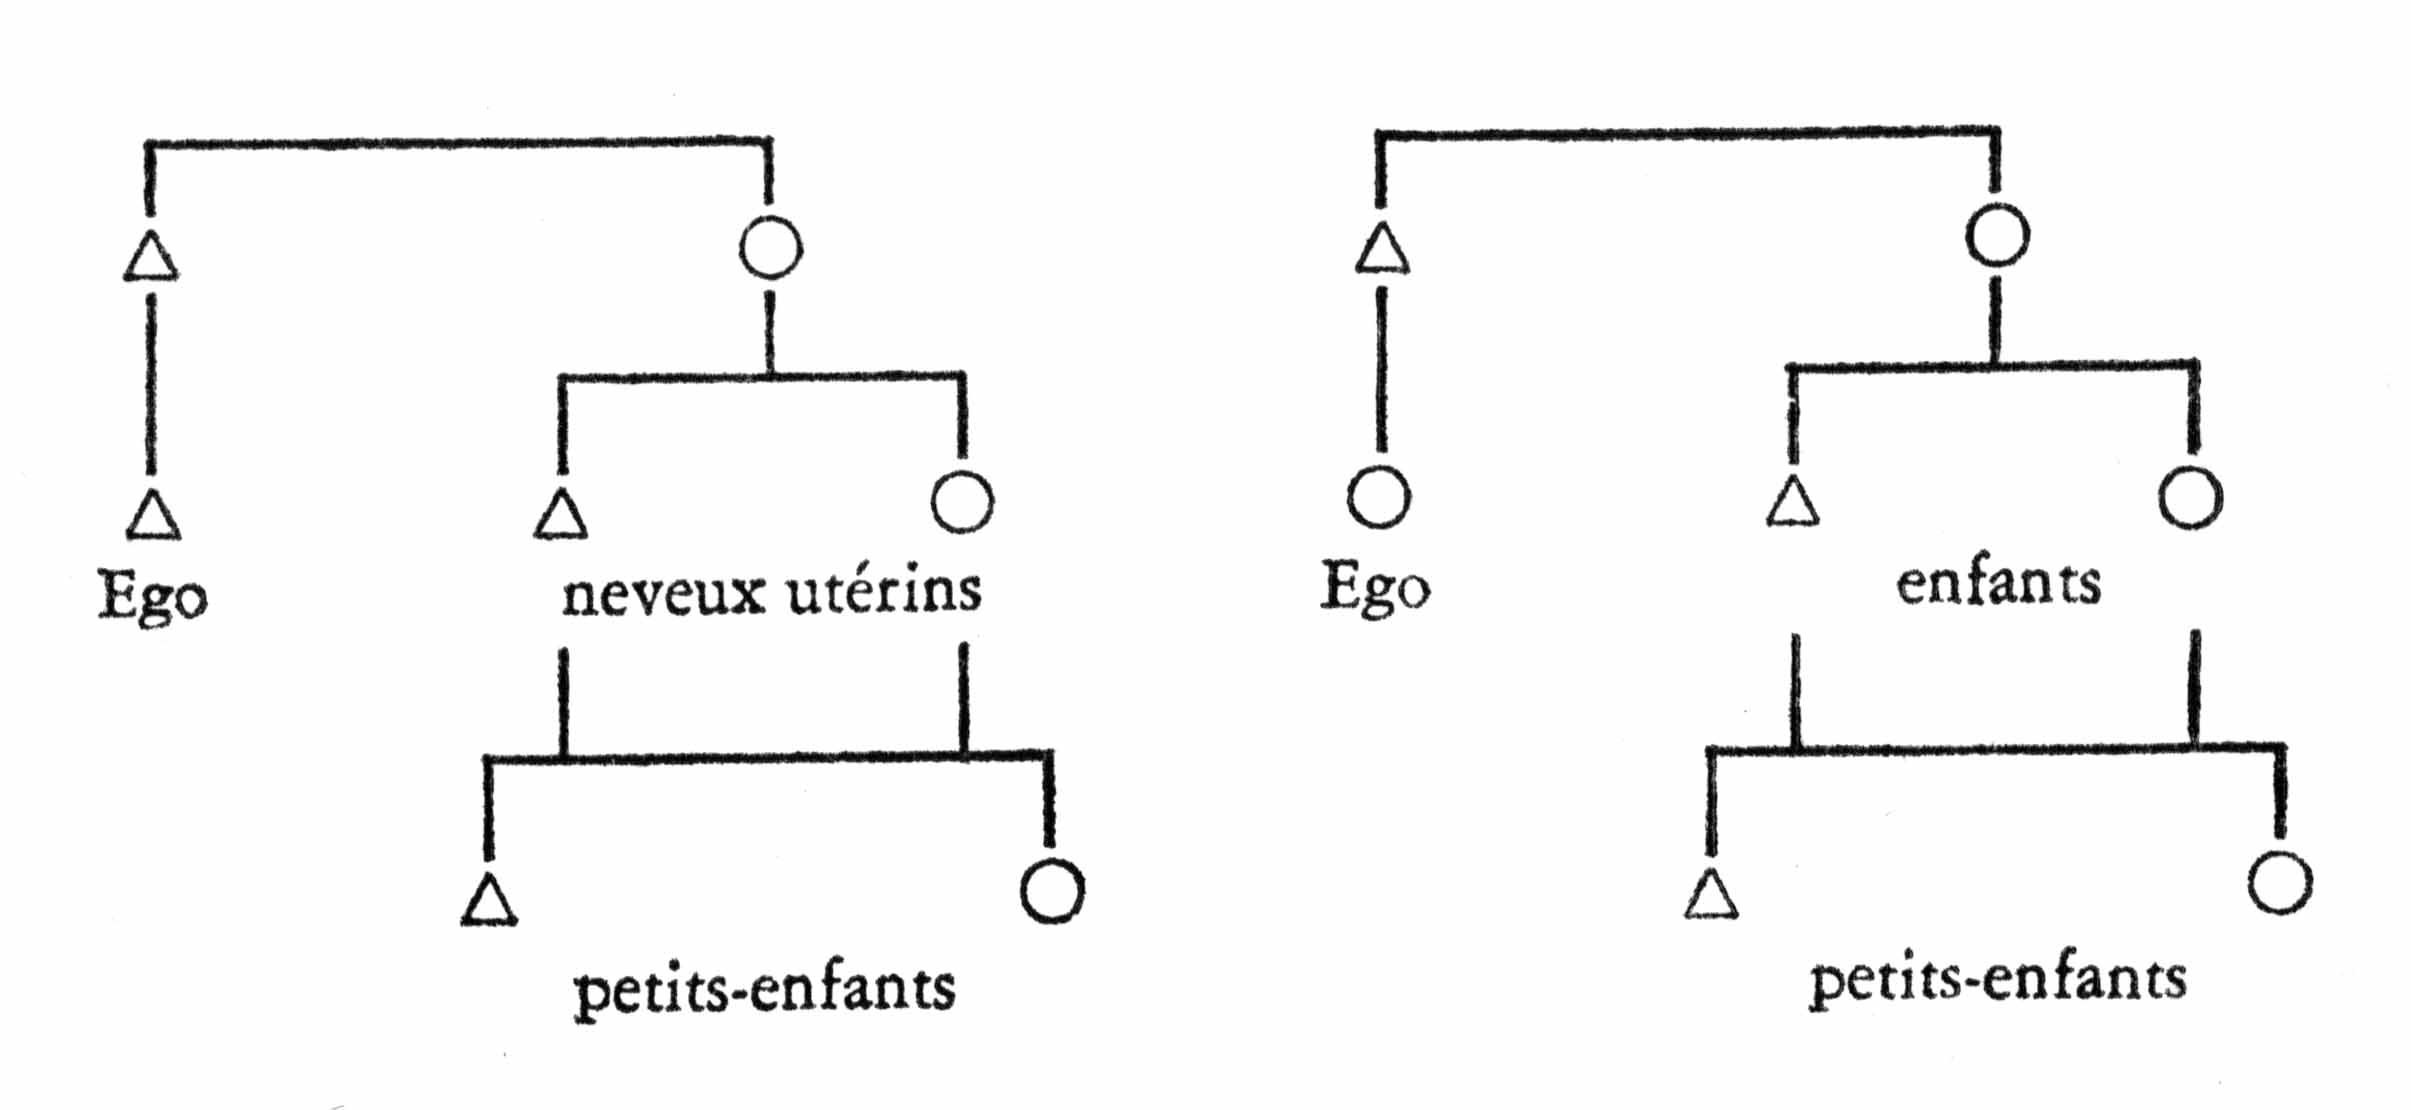 Ego
neveux utérins
Ego
enfants
petits-enfants
petits-enfants